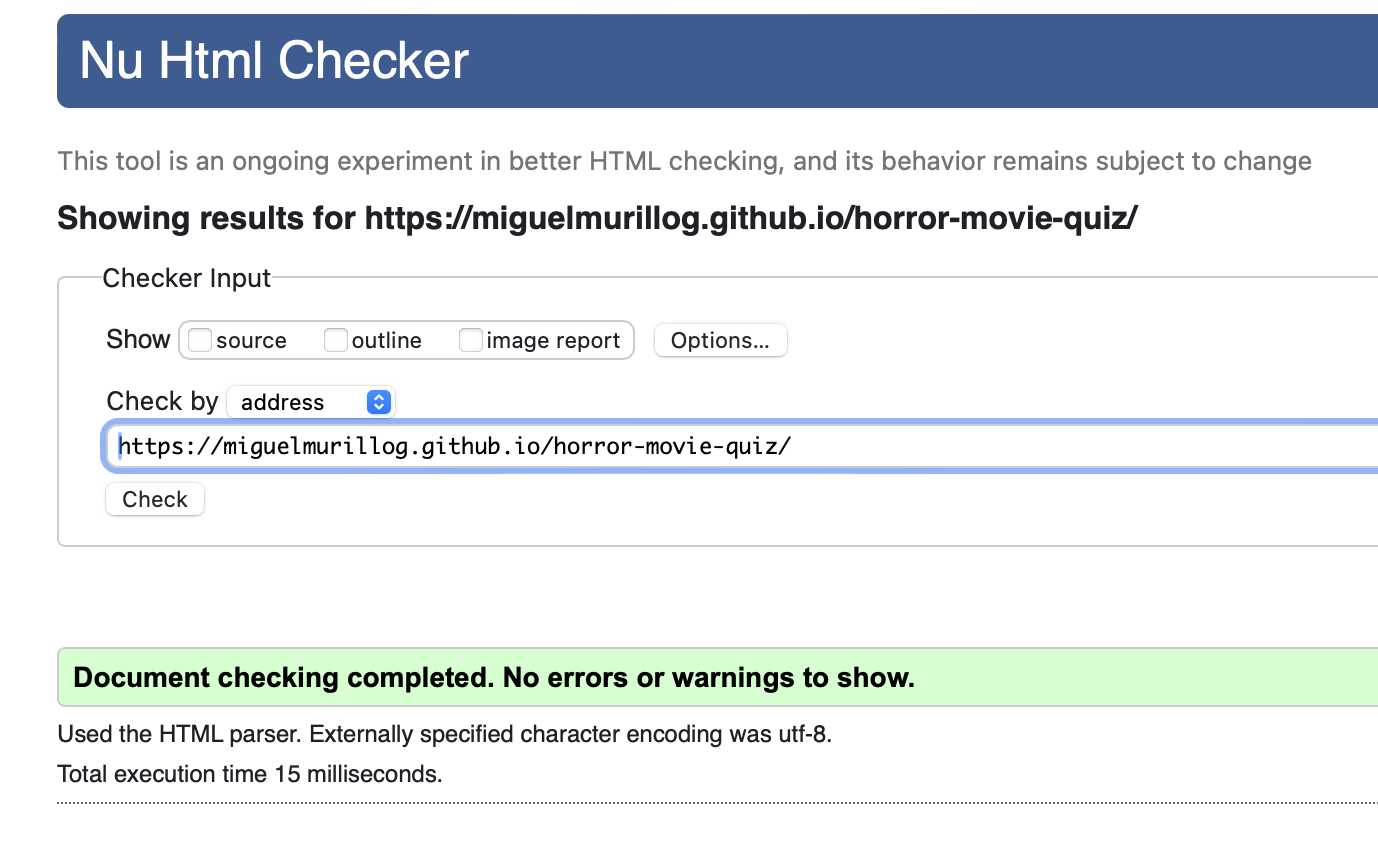 Nu Html Checker
This tool is an ongoing experiment in better HTML checking, and its behavior remains subject to change
Showing results for https://miguelmurillog.github.io/horror-movie-quiz/
Checker Input
Show source outline image report Options...
Check by address
https://miguelmurillog.github.io/horror-movie-quiz/
Check
Document checking completed. No errors or warnings to show.
Used the HTML parser. Externally specified character encoding was utf-8.
Total execution time 15 milliseconds.